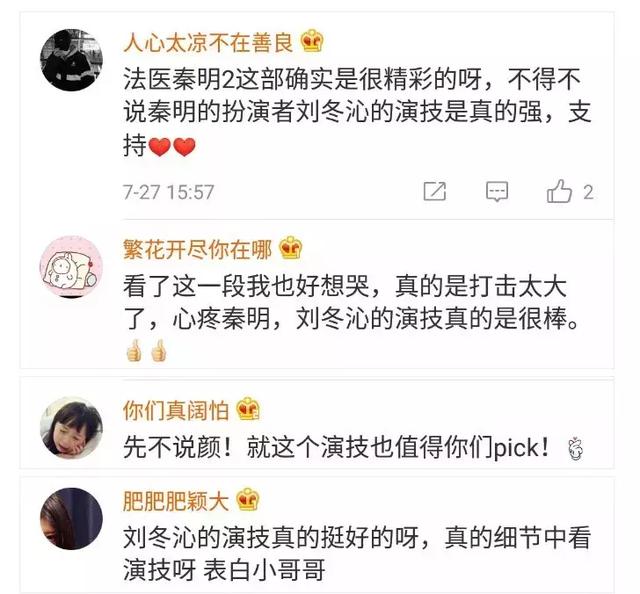 人心太凉不在善良
法医秦明2这部确实是很精彩的呀，不得不
说秦明的扮演者刘冬沁的演技是真的强，支
持❤️❤️
7-27 15:57
2
繁花开尽你在哪
看了这一段我也好想哭，真的是打击太大
了，心疼秦明，刘冬沁的演技真的是很棒。
👍👍
你们真阔怕
先不说颜！就这个演技也值得你们pick！
肥肥肥颖大
刘冬沁的演技真的挺好的呀，真的细节中看
演技呀 表白小哥哥